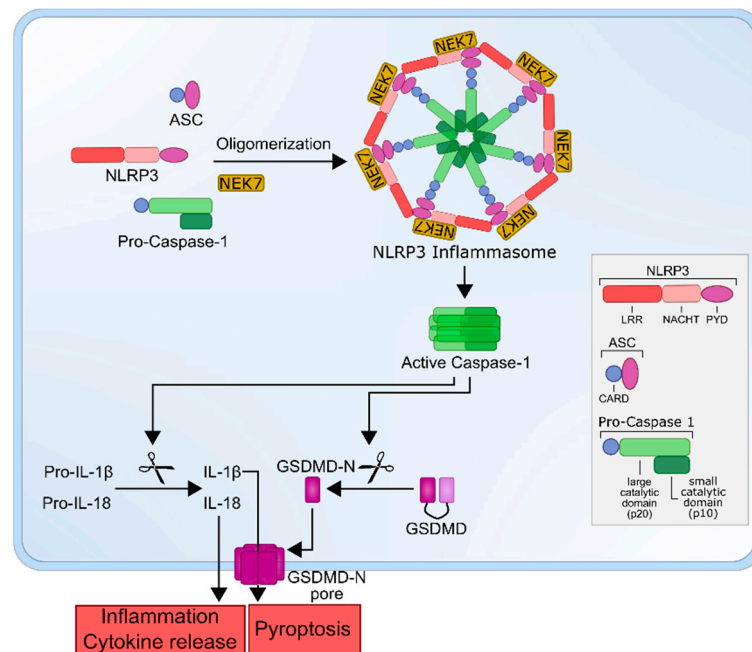 ASC
NLRP3
Pro-Caspase-1
Oligomerization
NEK7
NEK7
NEK7
NEK7
NEK7
NEK7
NEK7
NEK7
NLRP3 Inflammasome
Active Caspase-1
Pro-IL-1β
Pro-IL-18
IL-1β
IL-18
GSDMD-N
GSDMD
GSDMD-N
pore
Inflammation
Cytokine release
Pyroptosis
NLRP3
LRR NACHT PYD
ASC
CARD
Pro-Caspase 1
large
catalytic
domain
(p20)
small
catalytic
domain
(p10)